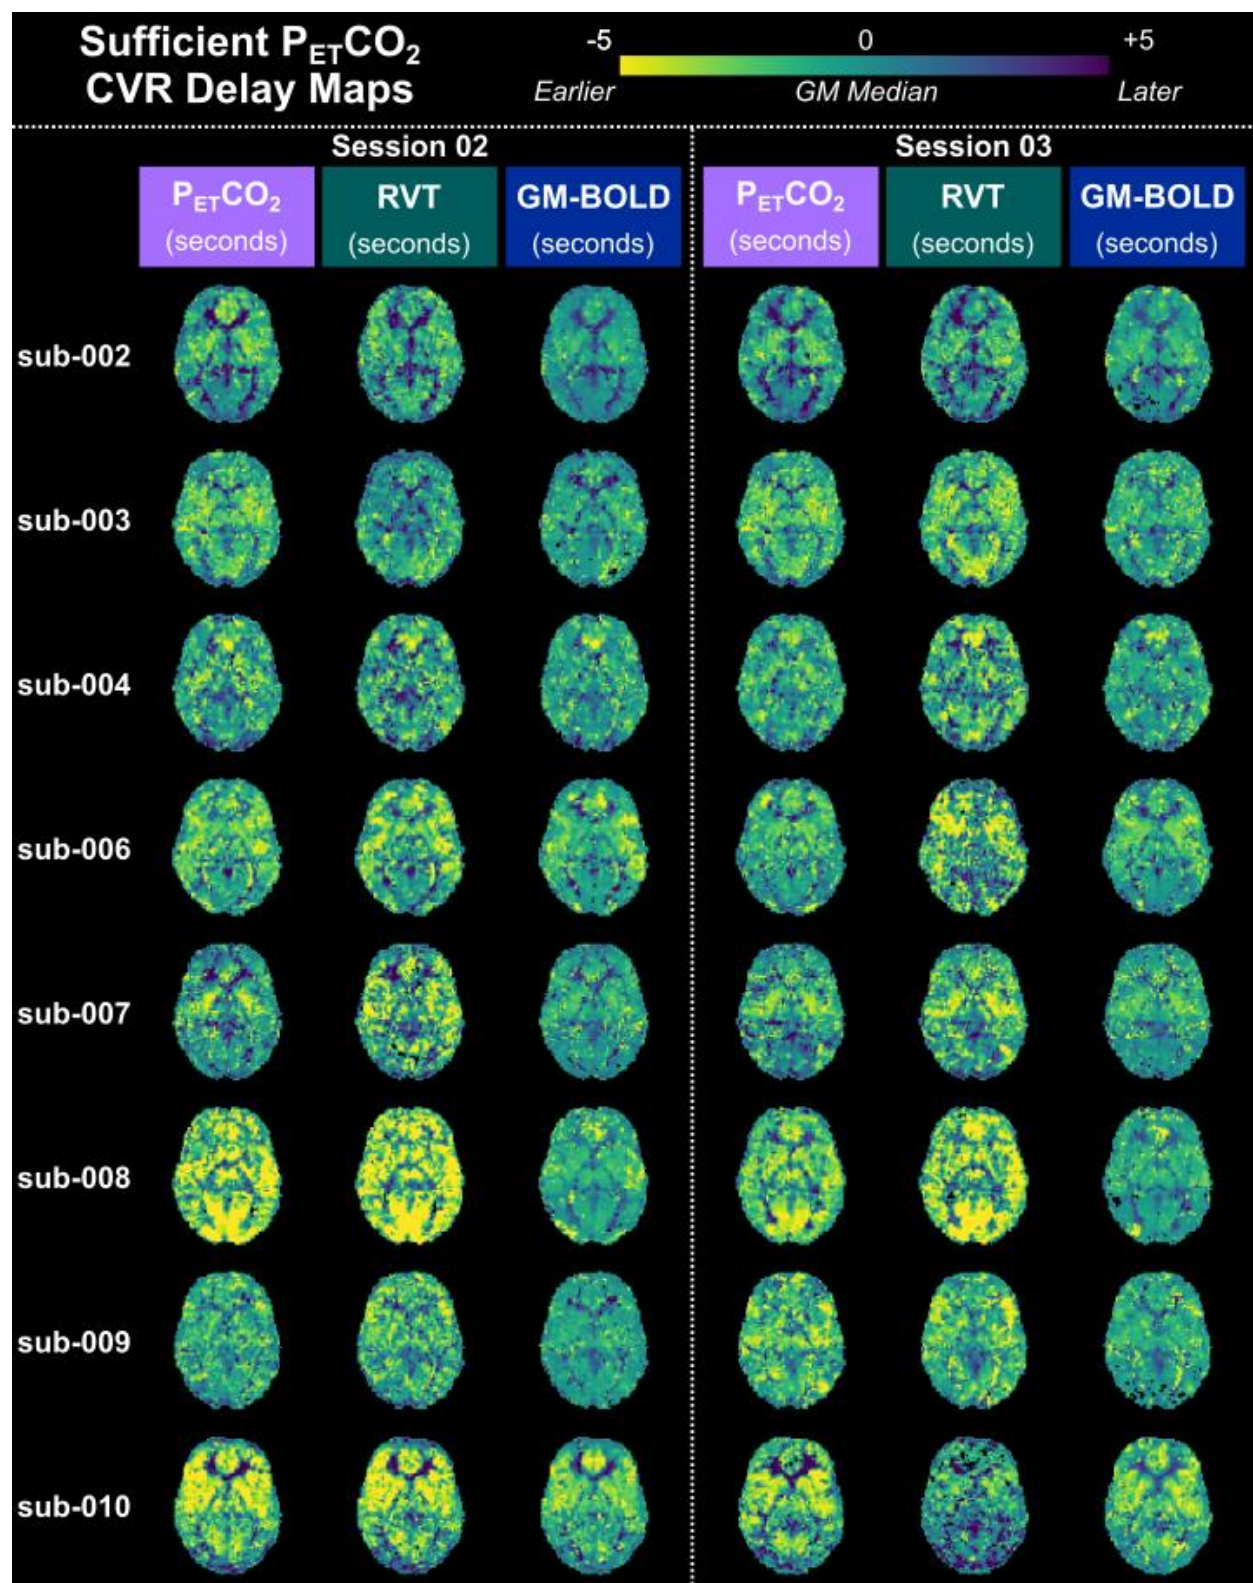 Sufficient PETCO2
CVR Delay Maps
-5 0 +5
Earlier GM Median Later
Session 02 Session 03
PETCO2 RVT GM-BOLD PETCO2 RVT GM-BOLD
(seconds) (seconds) (seconds) (seconds) (seconds) (seconds)
sub-002
sub-003
sub-004
sub-006
sub-007
sub-008
sub-009
sub-010